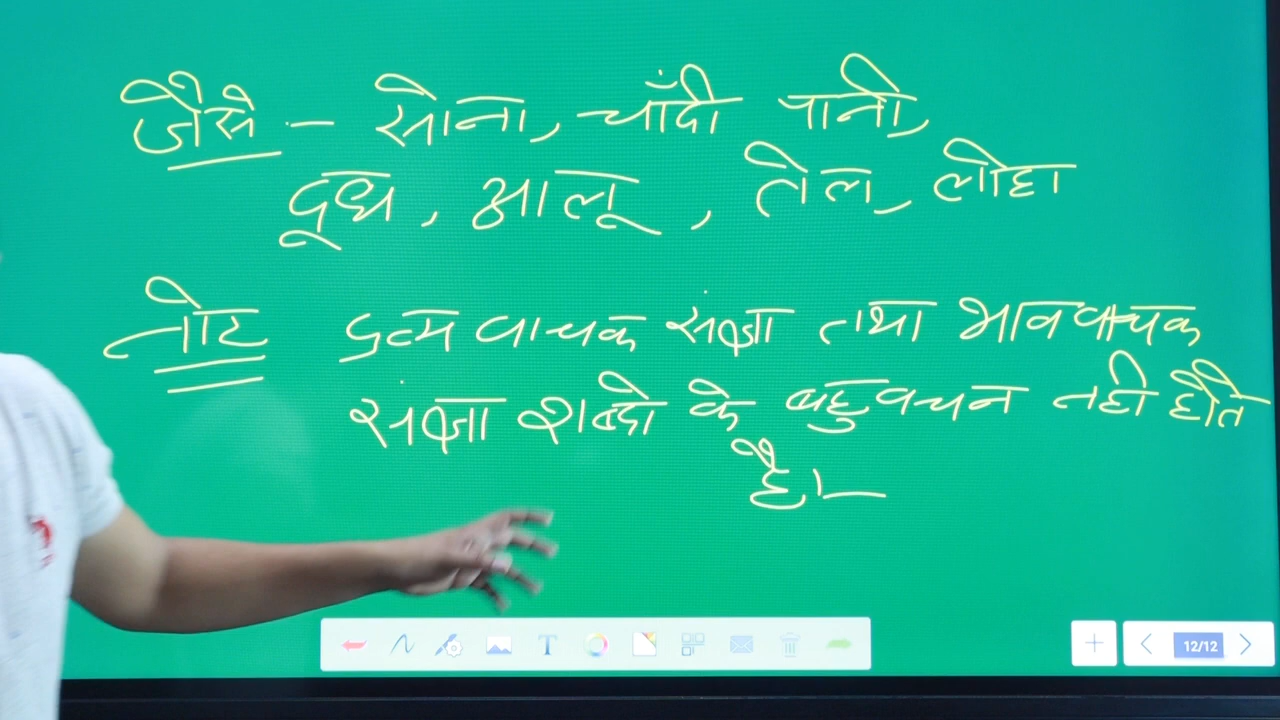 जैसे - सोना, चाँदी पानी,
दूध, आलू, तेल, लोहा
नोट द्रव्य वाचक संज्ञा तथा भाववाचक
संज्ञा शब्दो के बहुवचन नही होते
है।
12/12